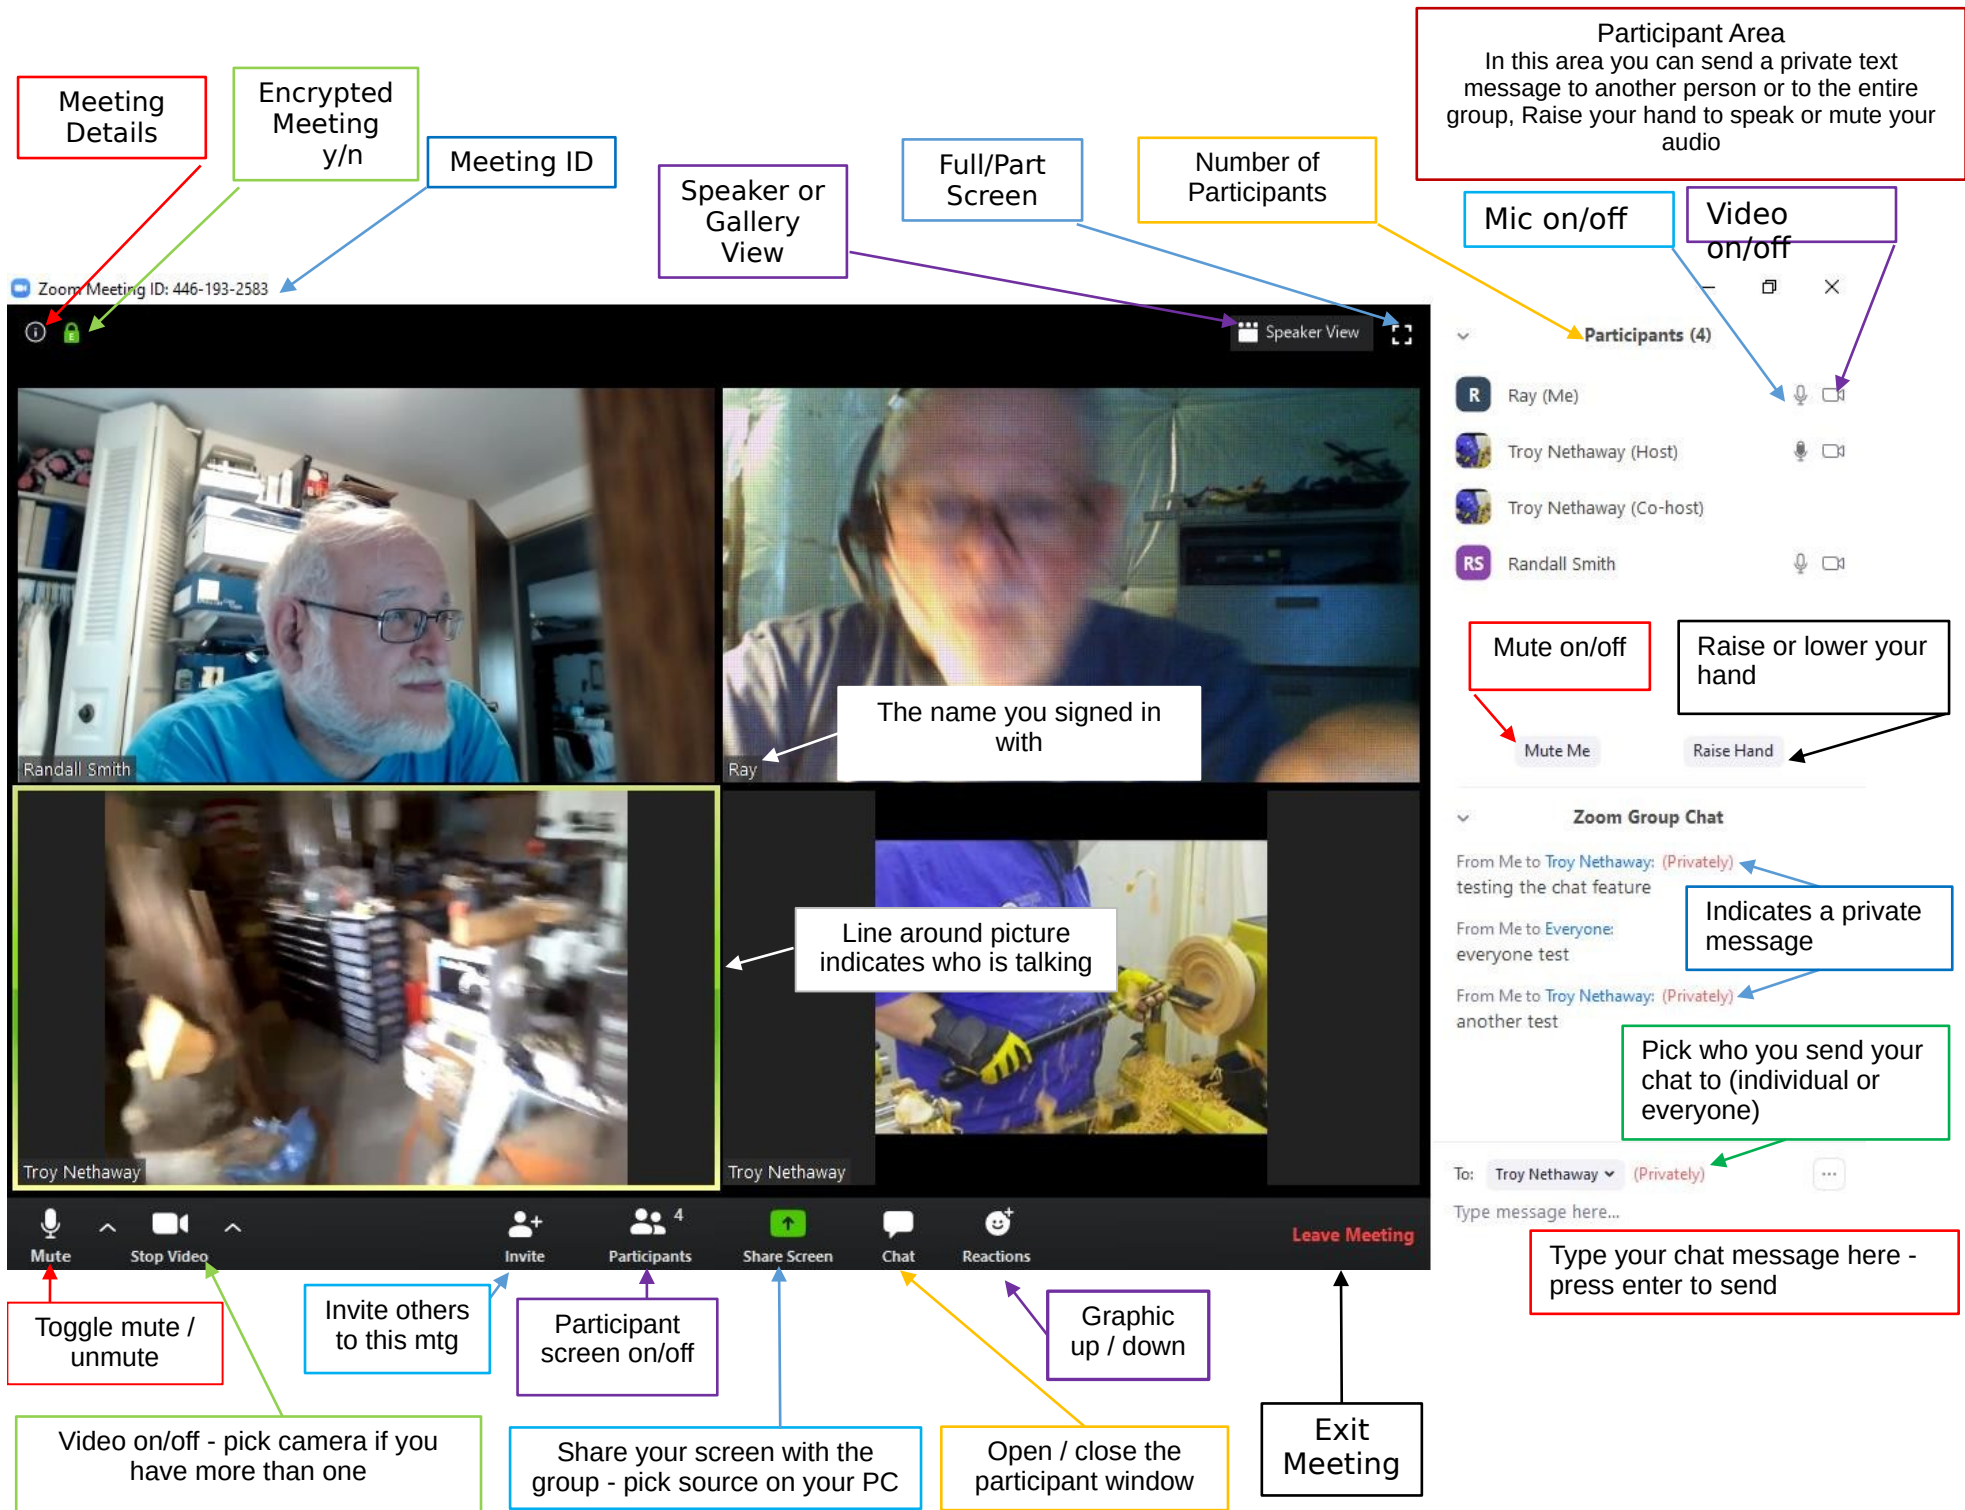 Participant Area
In this area you can send a private text
message to another person or to the entire
group, Raise your hand to speak or mute your
audio
Meeting
Details
Encrypted
Meeting
y/n
Meeting ID
Speaker or
Gallery
View
Full/Part
Screen
Number of
Participants
Mic on/off
Video
on/off
Zoom Meeting ID: 446-193-2583
E
Speaker View
Participants (4)
R Ray (Me)
Troy Nethaway (Host)
Troy Nethaway (Co-host)
RS Randall Smith
Mute on/off
Raise or lower your
hand
Mute Me
Raise Hand
The name you signed in
with
Randall Smith
Ray
Zoom Group Chat
From Me to Troy Nethaway: (Privately)
testing the chat feature
From Me to Everyone:
everyone test
From Me to Troy Nethaway: (Privately)
another test
Indicates a private
message
Line around picture
indicates who is talking
Pick who you send your
chat to (individual or
everyone)
Troy Nethaway
Troy Nethaway
To: Troy Nethaway (Privately)
Type message here...
Mute
Stop Video
Invite
4
Participants
Share Screen
Chat
Reactions
Leave Meeting
Type your chat message here -
press enter to send
Toggle mute /
unmute
Invite others
to this mtg
Participant
screen on/off
Graphic
up / down
Video on/off - pick camera if you
have more than one
Share your screen with the
group - pick source on your PC
Open / close the
participant window
Exit
Meeting